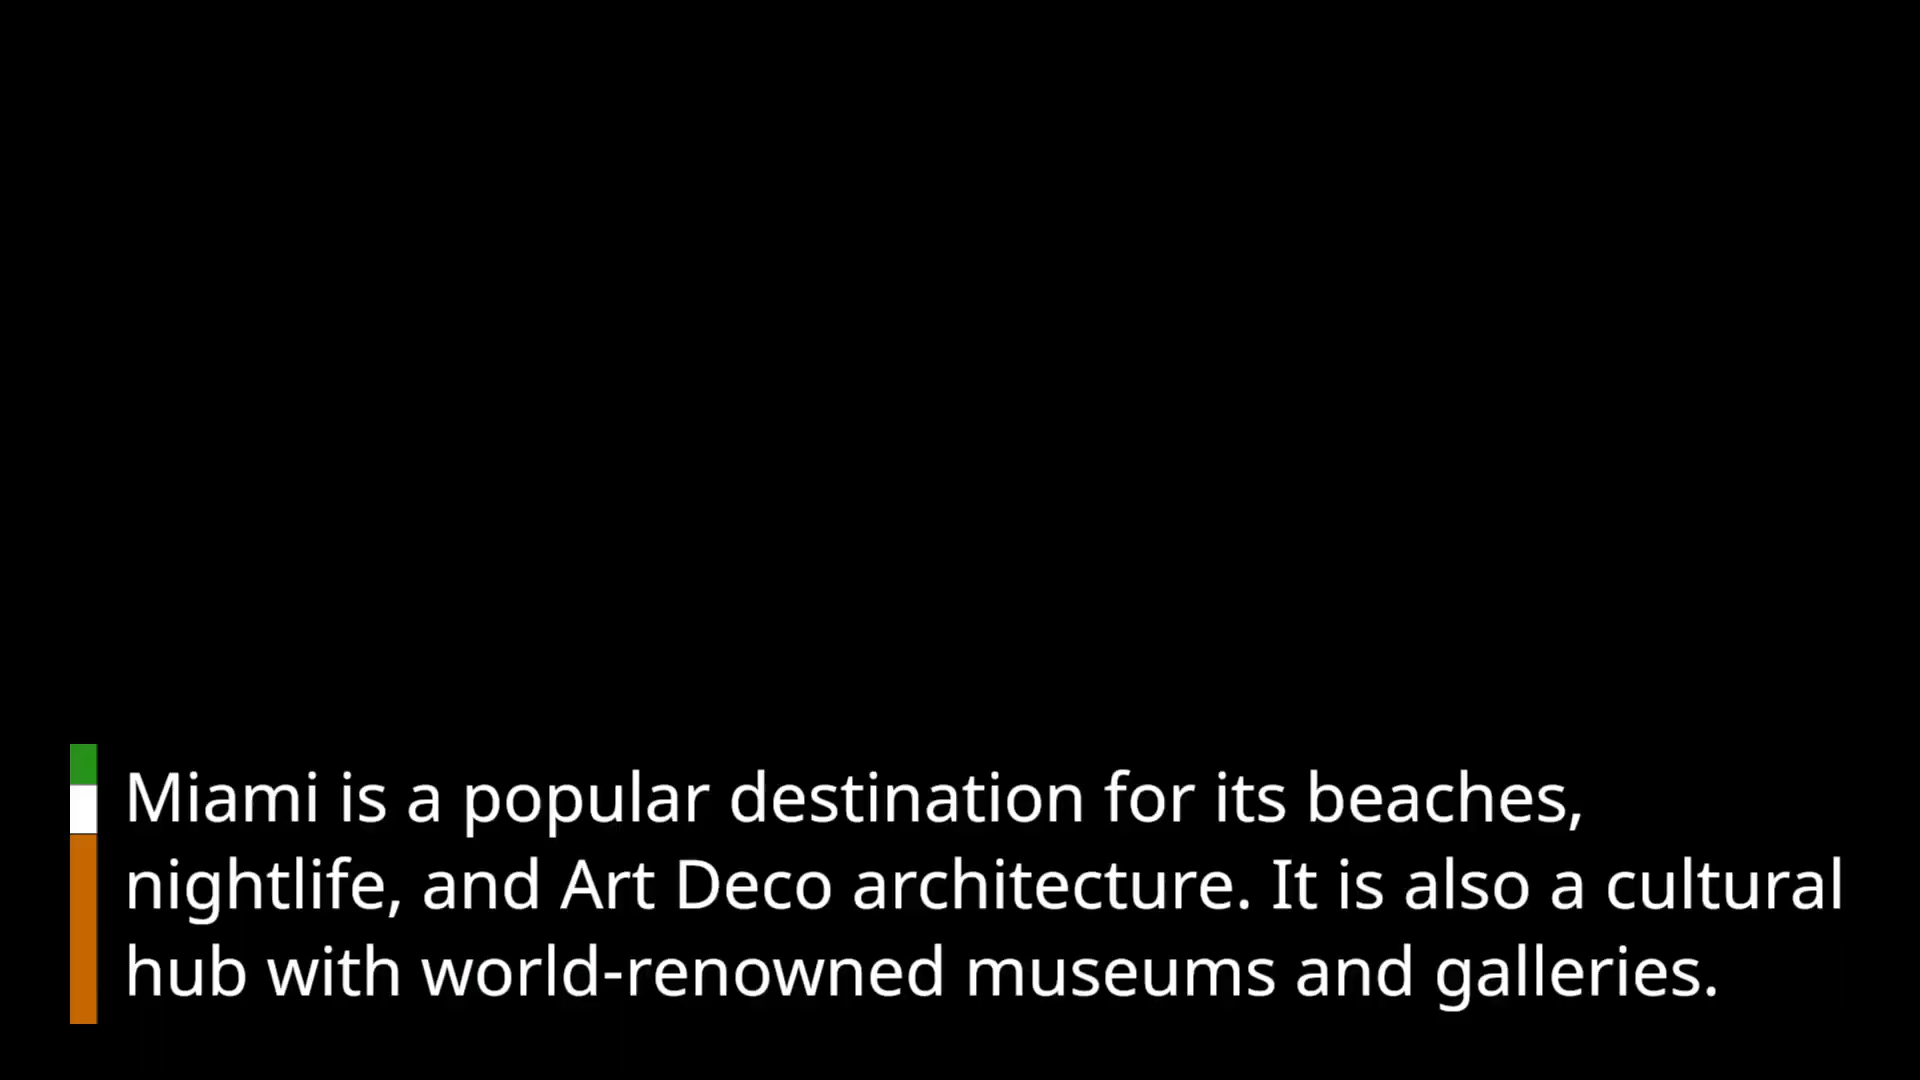 Miami is a popular destination for its beaches,
nightlife, and Art Deco architecture. It is also a cultural
hub with world-renowned museums and galleries.